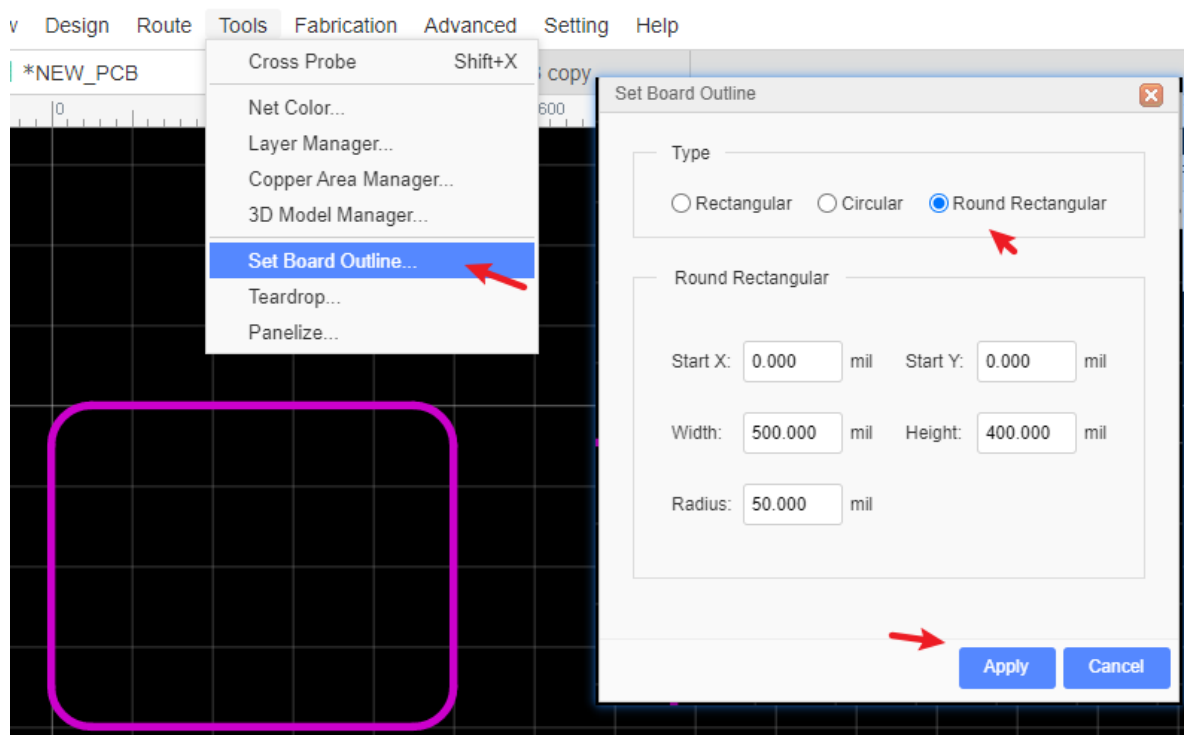 Design Route Tools Fabrication Advanced Setting Help
*NEW_PCB
copy
0
600
Cross Probe Shift+X
Net Color...
Layer Manager...
Copper Area Manager...
3D Model Manager...
Set Board Outline...
Teardrop...
Panelize...
Set Board Outline
Type
Rectangular Circular Round Rectangular
Round Rectangular
Start X: 0.000 mil Start Y: 0.000 mil
Width: 500.000 mil Height: 400.000 mil
Radius: 50.000 mil
Apply Cancel